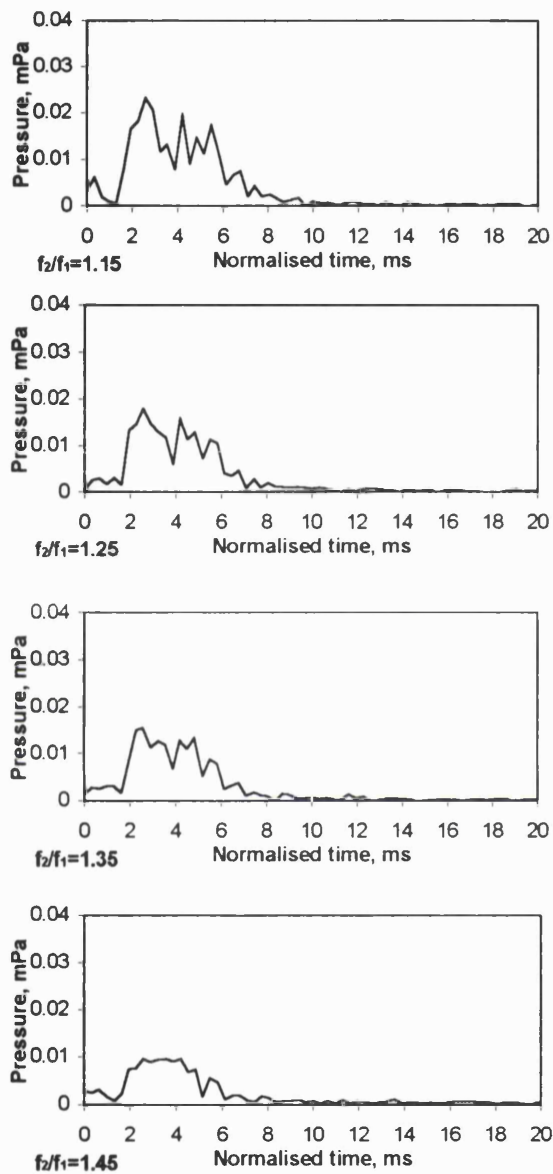 Pressure, mPa
0.04
0.03
0.02
0.01
0
0 2 4 6 8 10 12 14 16 18 20
f₂/f₁=1.15 Normalised time, ms
Pressure, mPa
0.04
0.03
0.02
0.01
0
0 2 4 6 8 10 12 14 16 18 20
f₂/f₁=1.25 Normalised time, ms
Pressure, mPa
0.04
0.03
0.02
0.01
0
0 2 4 6 8 10 12 14 16 18 20
f₂/f₁=1.35 Normalised time, ms
Pressure, mPa
0.04
0.03
0.02
0.01
0
0 2 4 6 8 10 12 14 16 18 20
f₂/f₁=1.45 Normalised time, ms